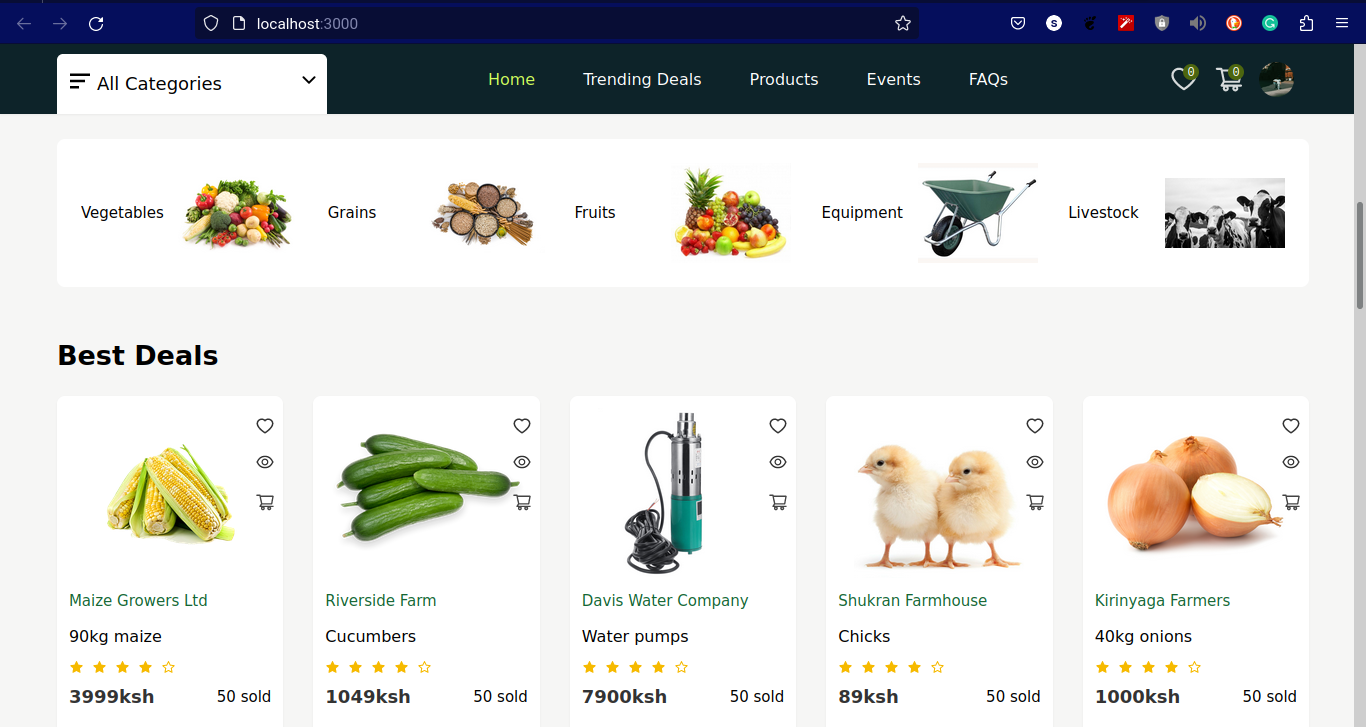 localhost:3000
S
All Categories
Home Trending Deals Products Events FAQs
0 0
Vegetables Grains Fruits Equipment Livestock
Best Deals
Maize Growers Ltd Riverside Farm Davis Water Company Shukran Farmhouse Kirinyaga Farmers
90kg maize Cucumbers Water pumps Chicks 40kg onions
3999ksh 50 sold 1049ksh 50 sold 7900ksh 50 sold 89ksh 50 sold 1000ksh 50 sold